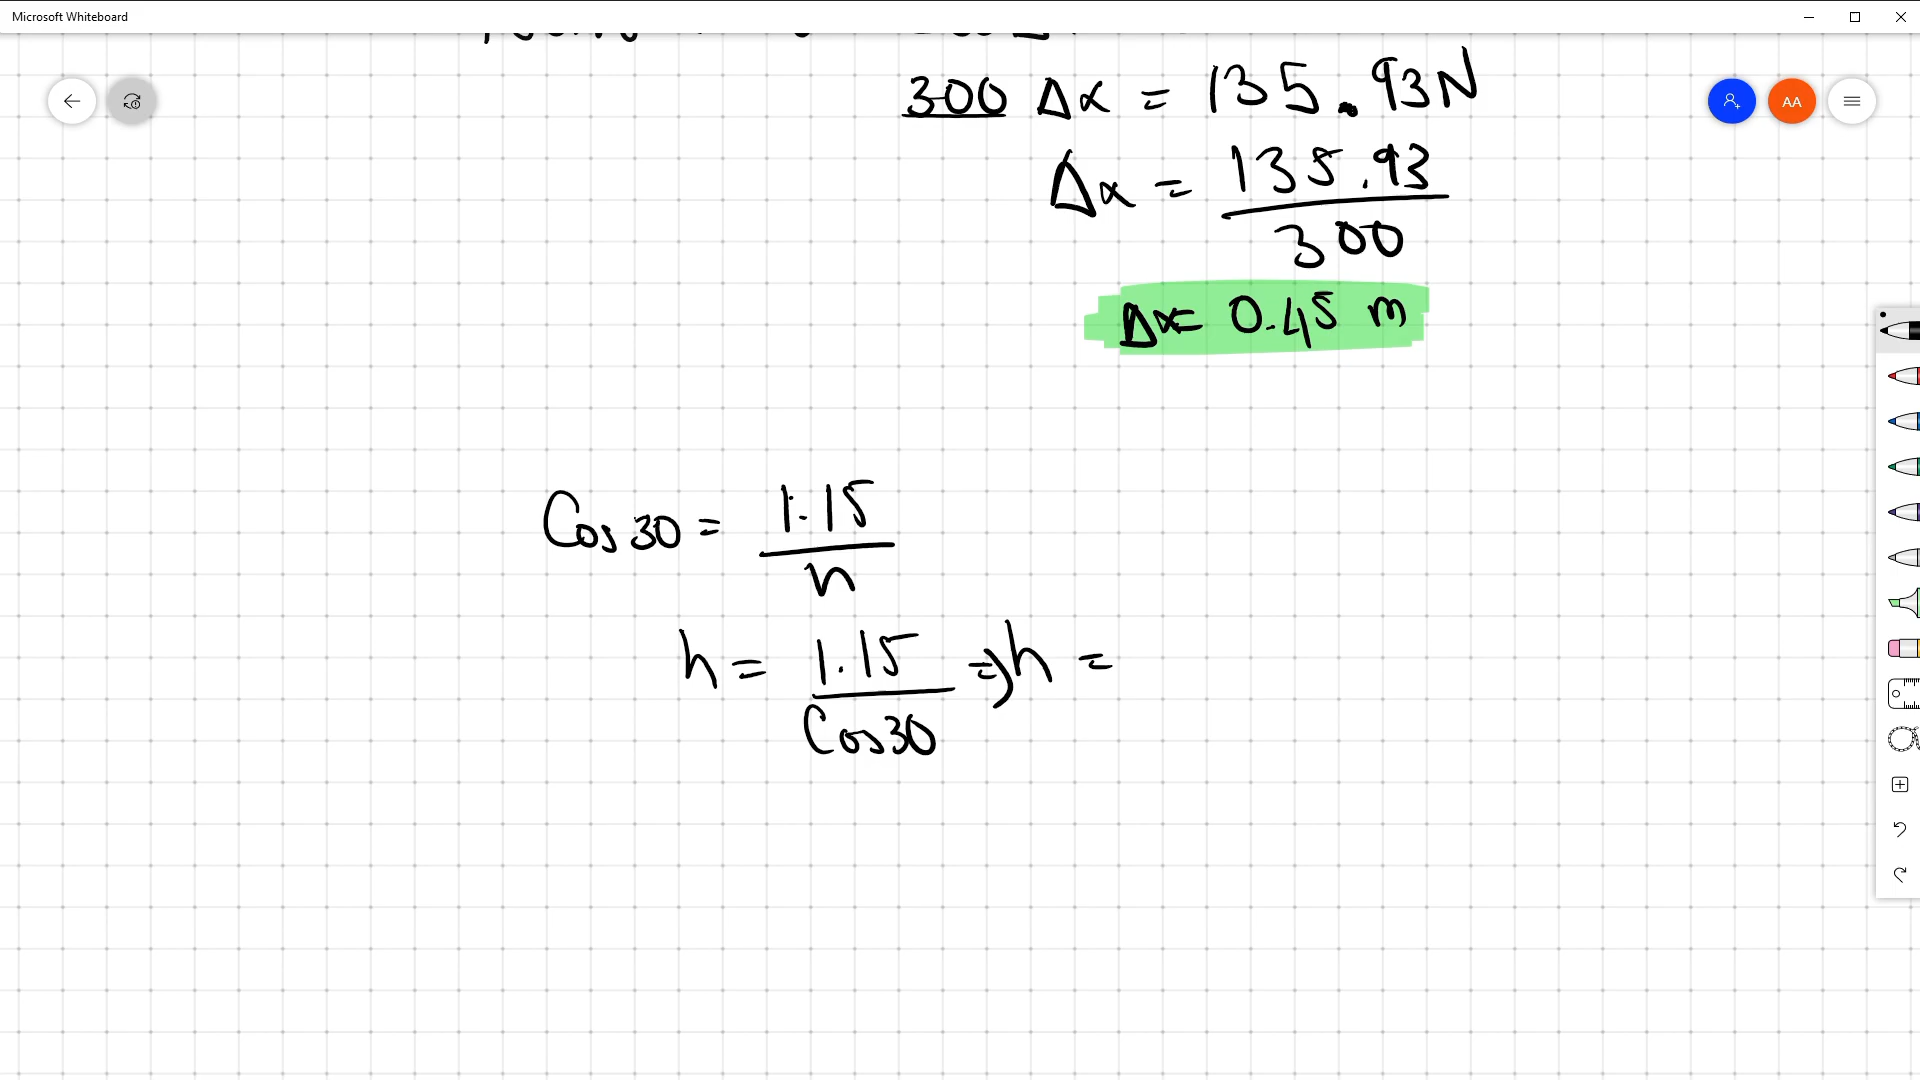 Microsoft Whiteboard
300 Δx = 135.93N
AA
Δx = 135.93
300
Δx= 0.45 m
Cos 30 = 1.15
h
h = 1.15 => h =
Cos30